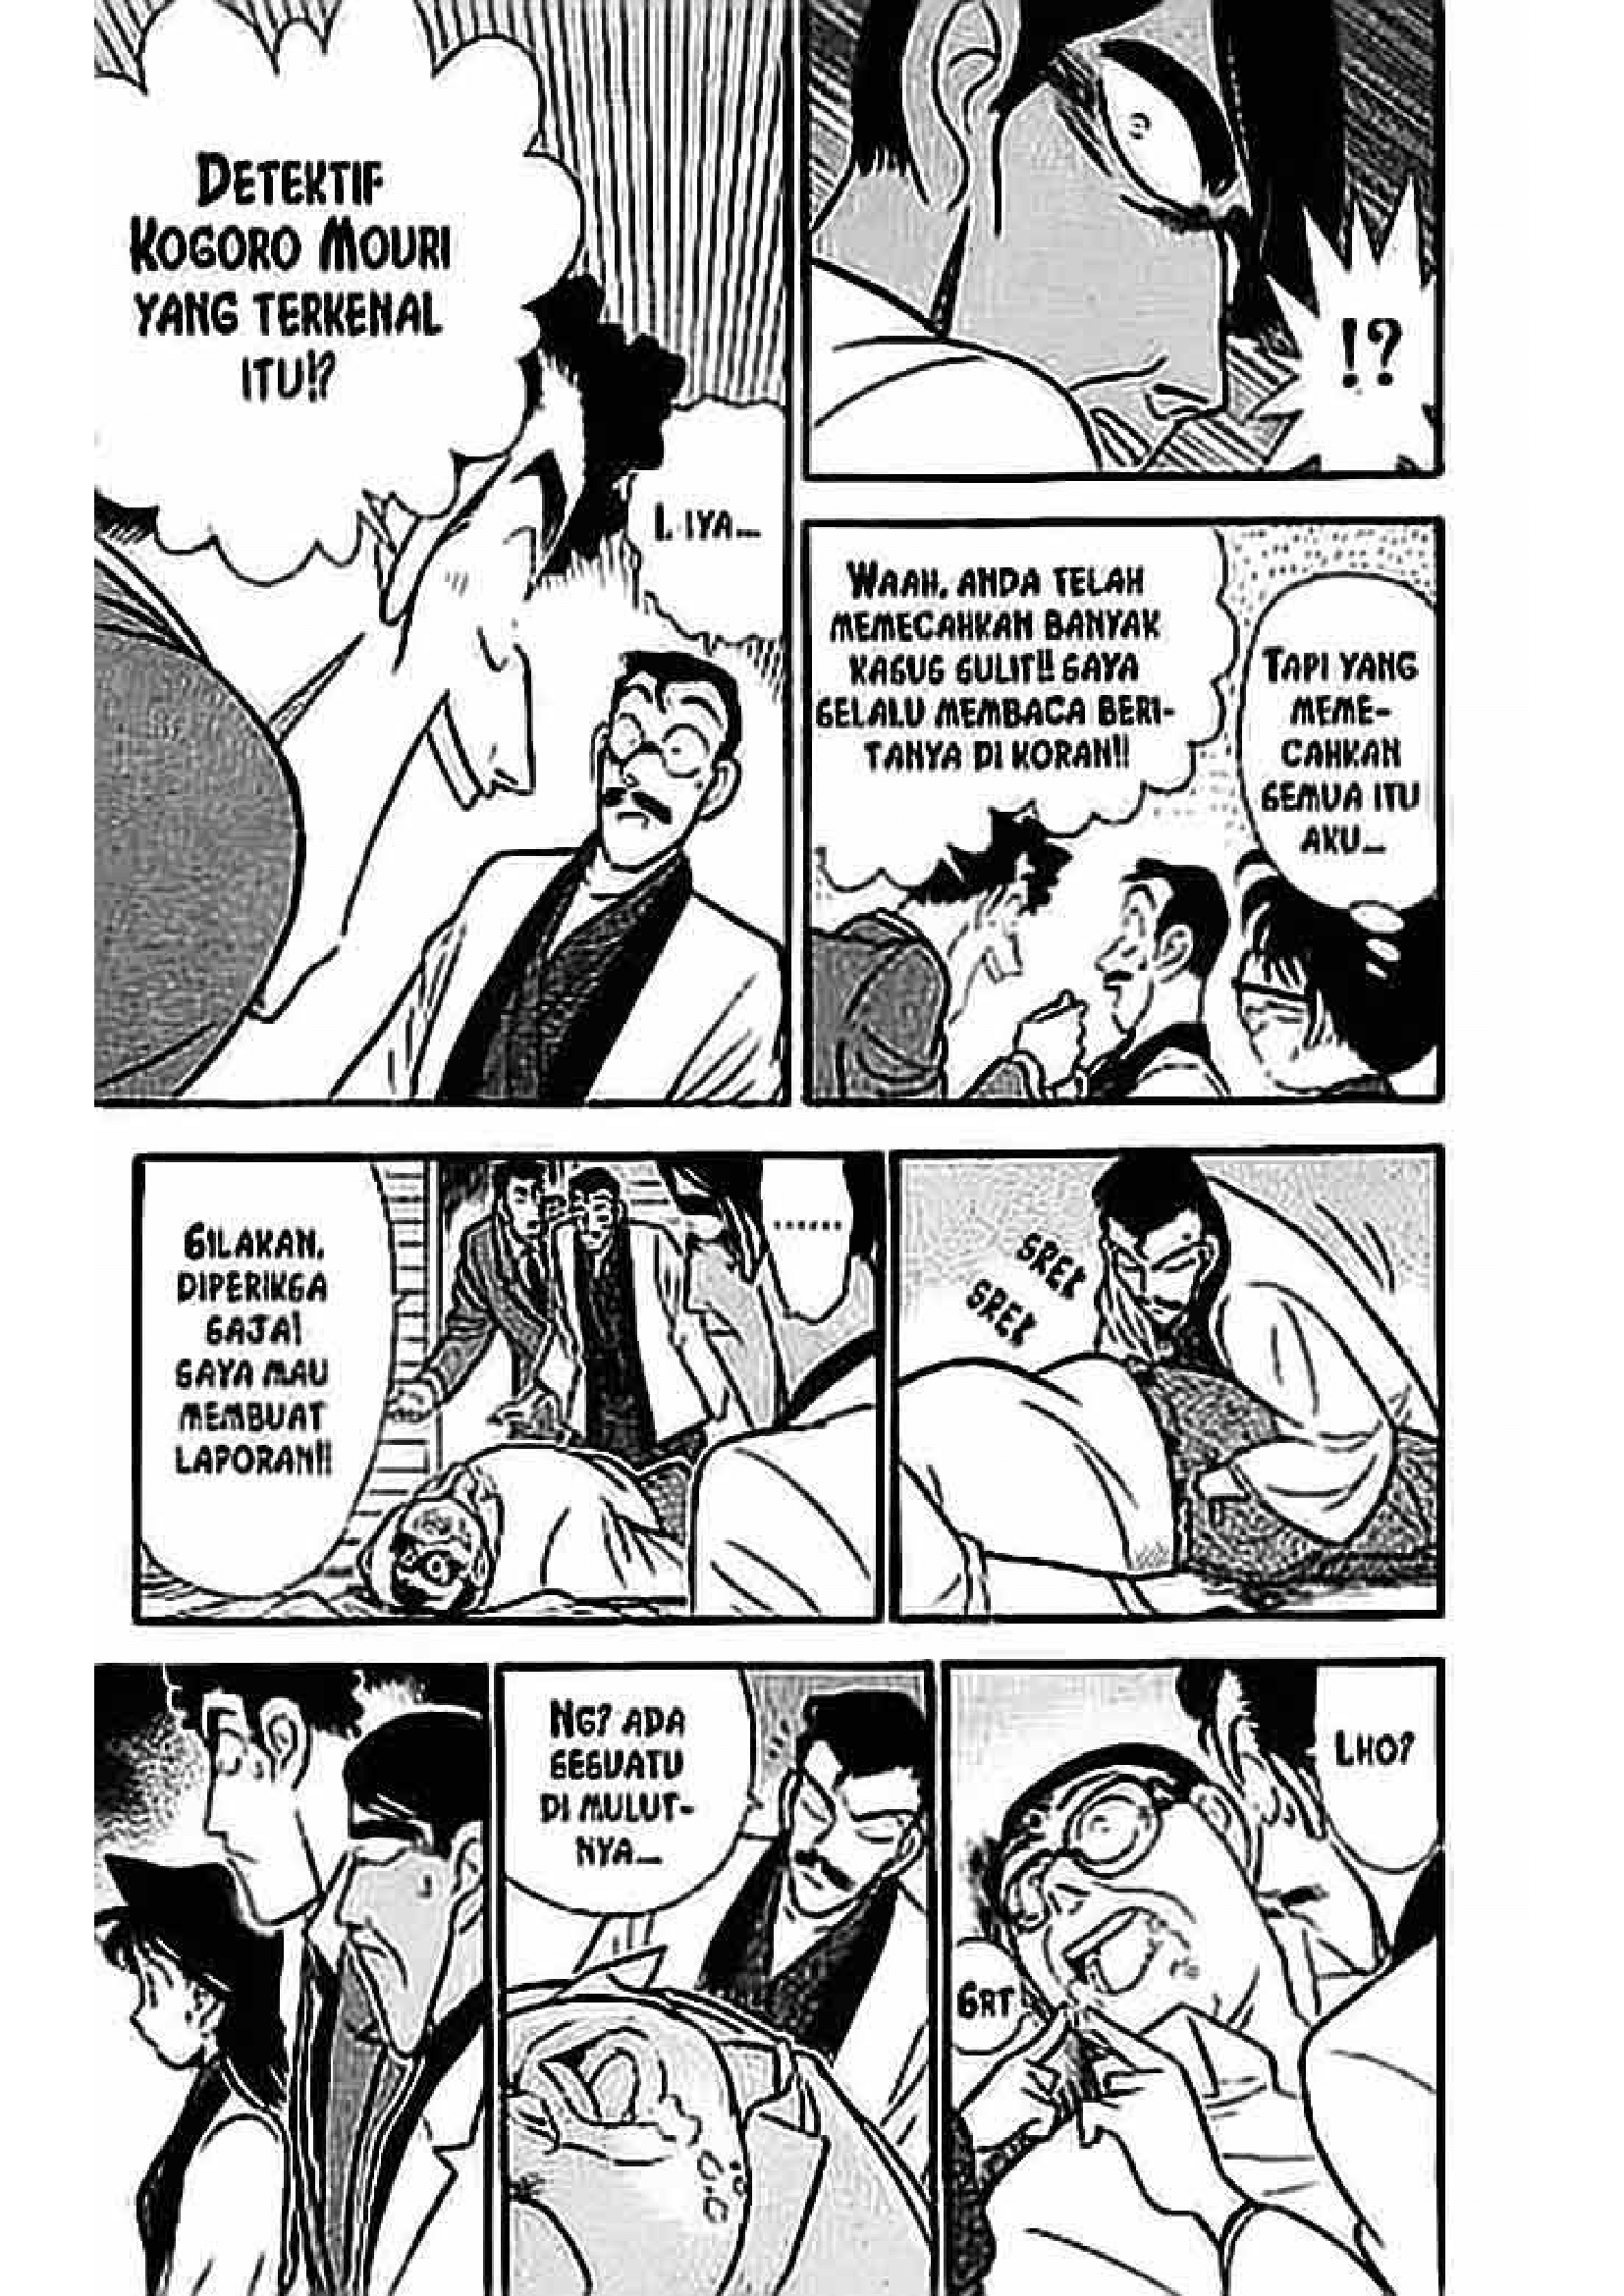 !?
DETEKTIF
KOGORO MOURI
YANG TERKENAL
ITU!?
I-IYA...
TAPI YANG
MEME-
CAHKAN
SEMUA ITU
AKU...
WAAH, ANDA TELAH
MEMECAHKAN BANYAK
KASUS SULIT!! SAYA
SELALU MEMBACA BERI-
TANYA DI KORAN!!
SREK
SREK
......
SILAKAN,
DIPERIKSA
SAJA!
SAYA MAU
MEMBUAT
LAPORAN!!
LHO?
SRT
NG? ADA
SESUATU
DI MULUT-
NYA...